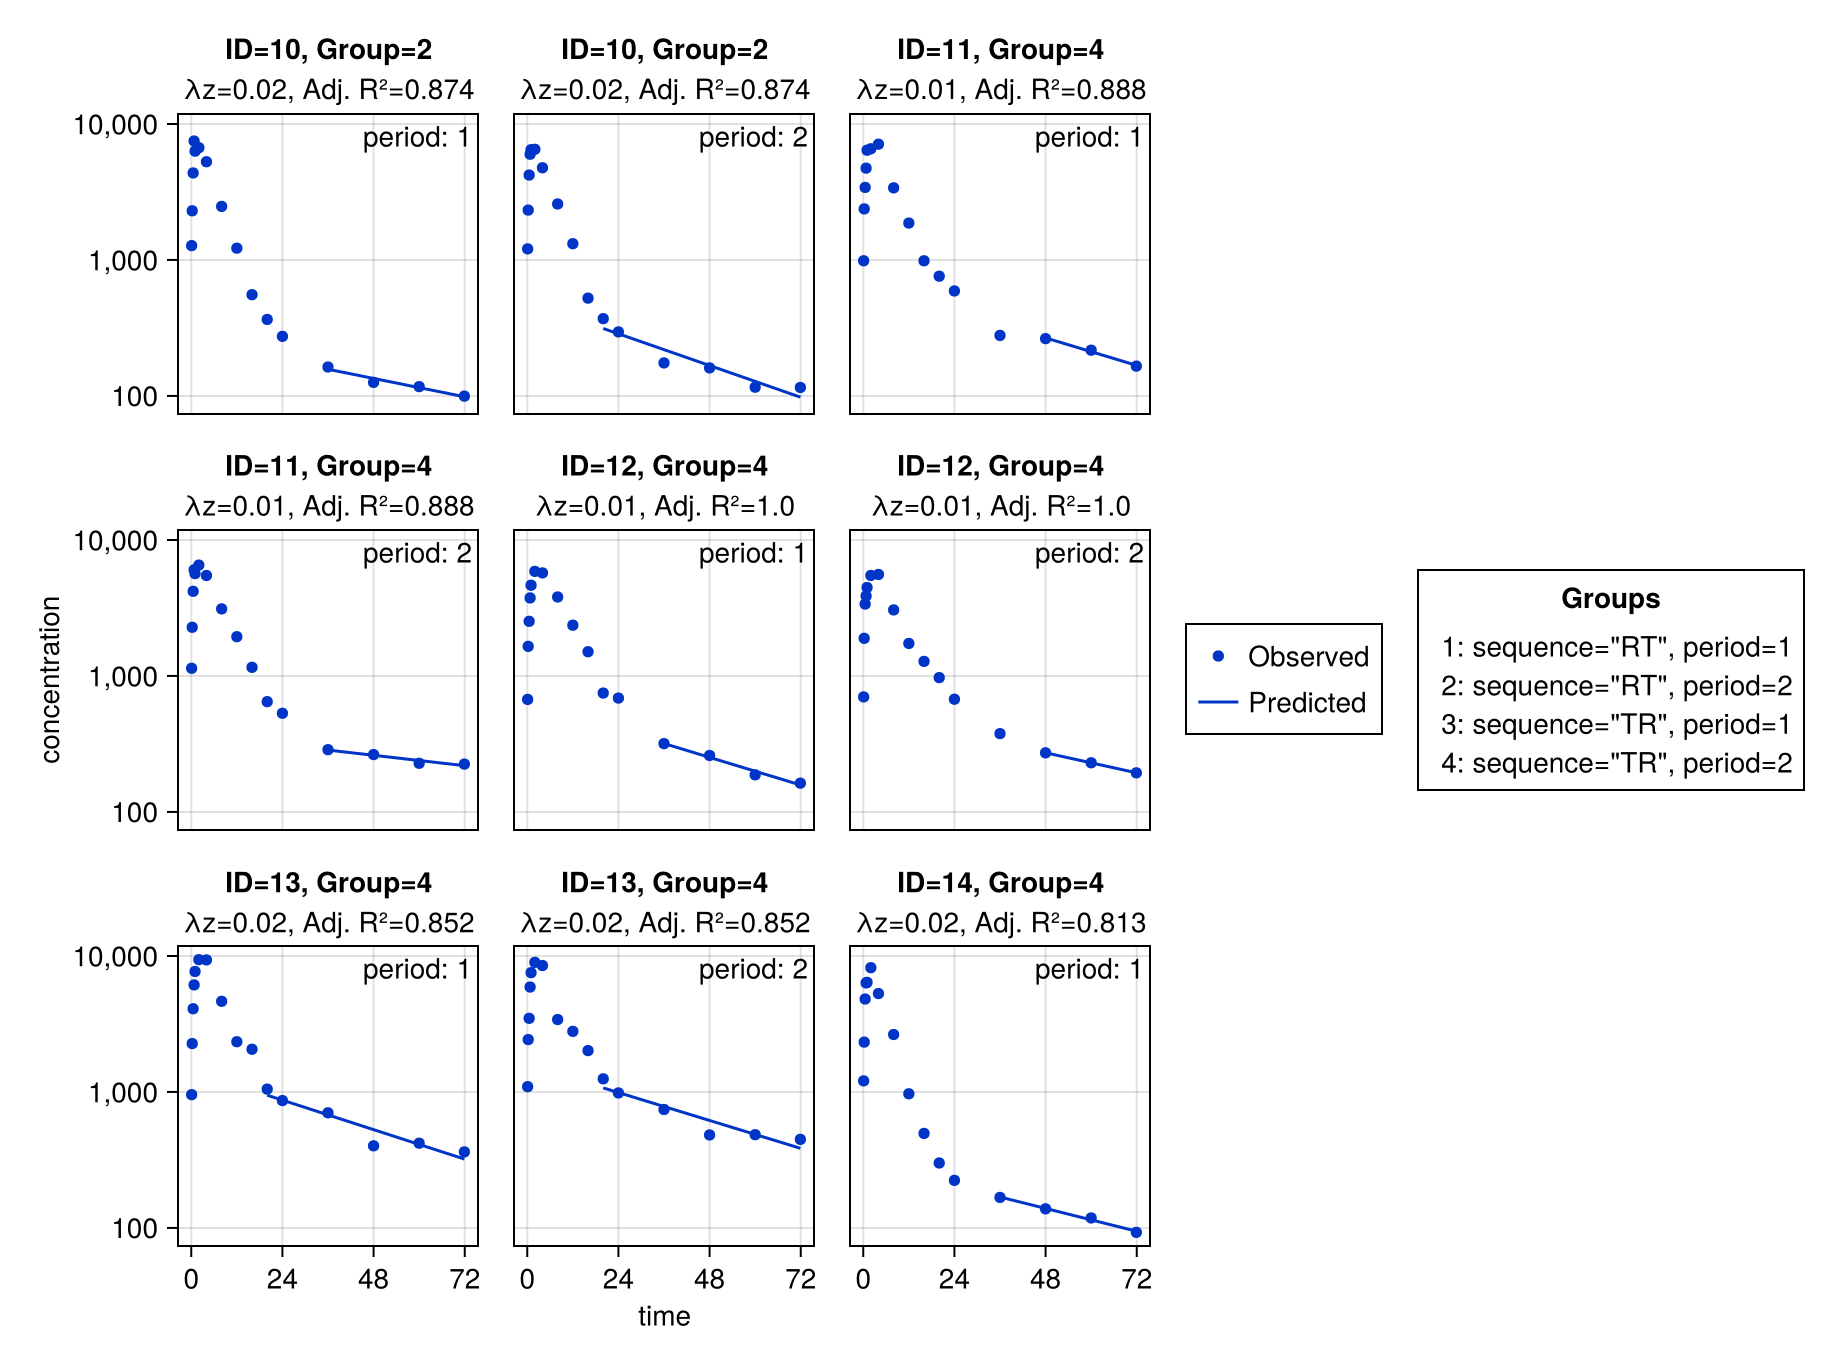 ID=10, Group=2
λz=0.02, Adj. R²=0.874
period: 1
10,000
1,000
100
ID=10, Group=2
λz=0.02, Adj. R²=0.874
period: 2
ID=11, Group=4
λz=0.01, Adj. R²=0.888
period: 1
ID=11, Group=4
λz=0.01, Adj. R²=0.888
period: 2
10,000
1,000
100
ID=12, Group=4
λz=0.01, Adj. R²=1.0
period: 1
ID=12, Group=4
λz=0.01, Adj. R²=1.0
period: 2
concentration
ID=13, Group=4
λz=0.02, Adj. R²=0.852
period: 1
10,000
1,000
100
0 24 48 72
ID=13, Group=4
λz=0.02, Adj. R²=0.852
period: 2
0 24 48 72
ID=14, Group=4
λz=0.02, Adj. R²=0.813
period: 1
0 24 48 72
time
Observed
Predicted
Groups
1: sequence="RT", period=1
2: sequence="RT", period=2
3: sequence="TR", period=1
4: sequence="TR", period=2